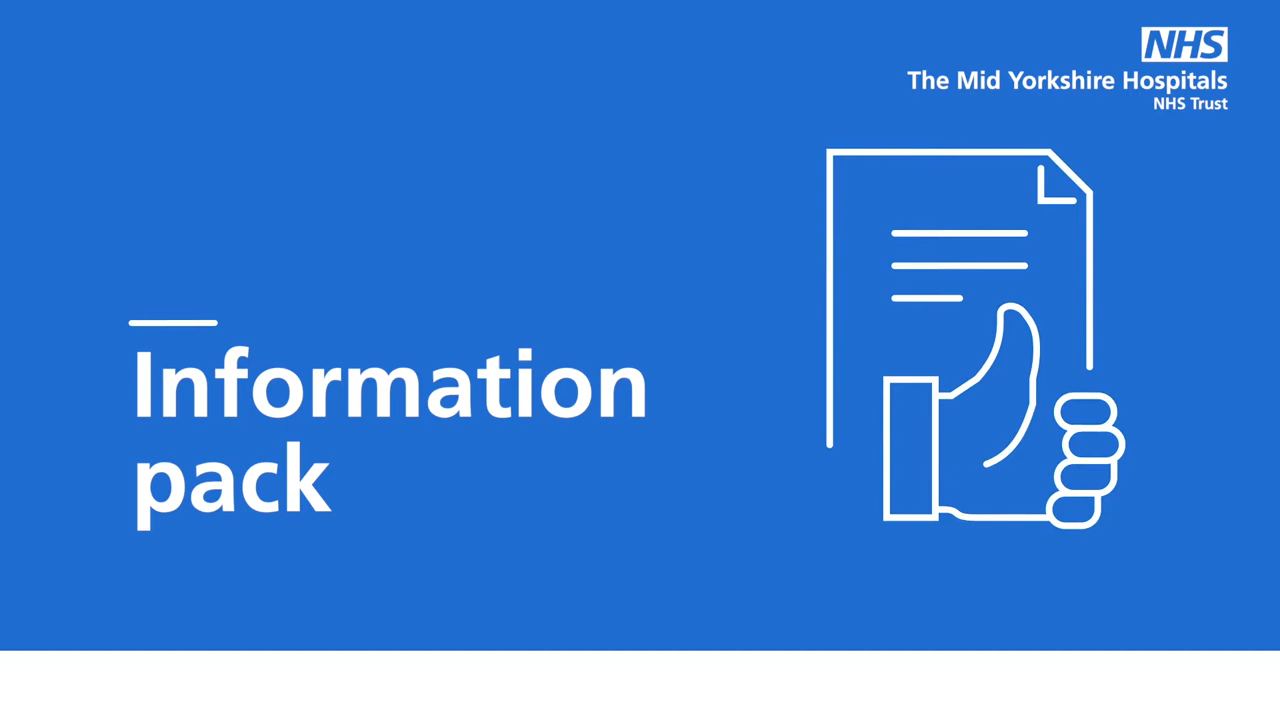 NHS
The Mid Yorkshire Hospitals
NHS Trust
Information
pack